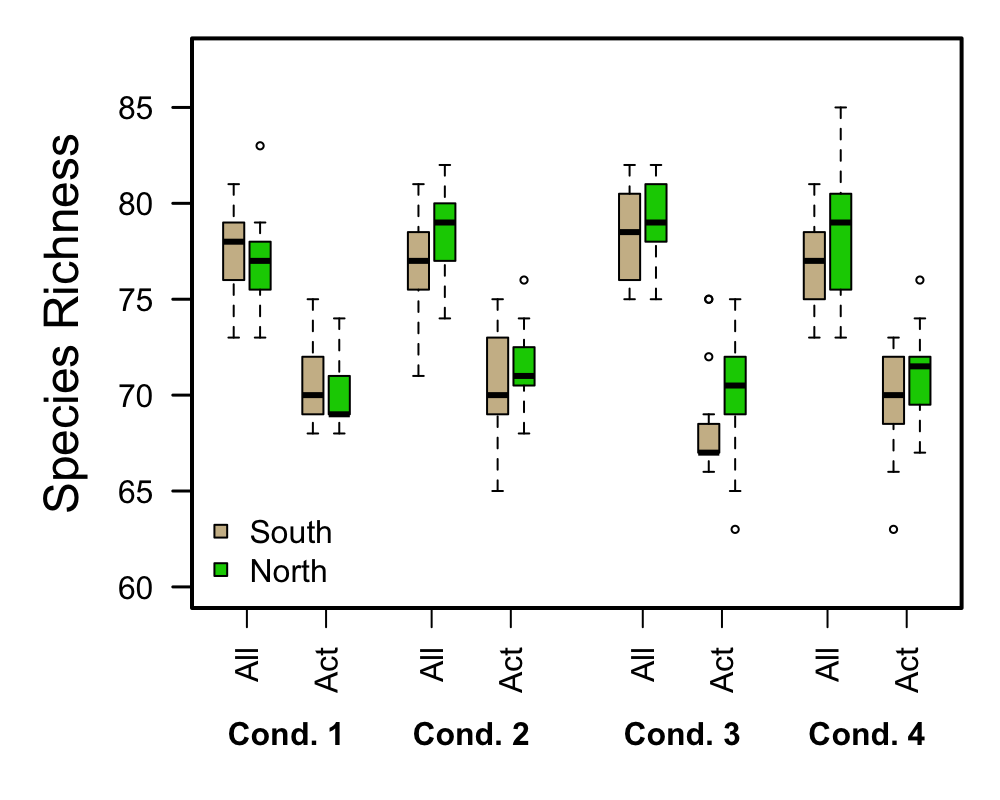 Species Richness
85
80
75
70
65
60
South
North
All Act All Act All Act All Act
Cond. 1 Cond. 2 Cond. 3 Cond. 4